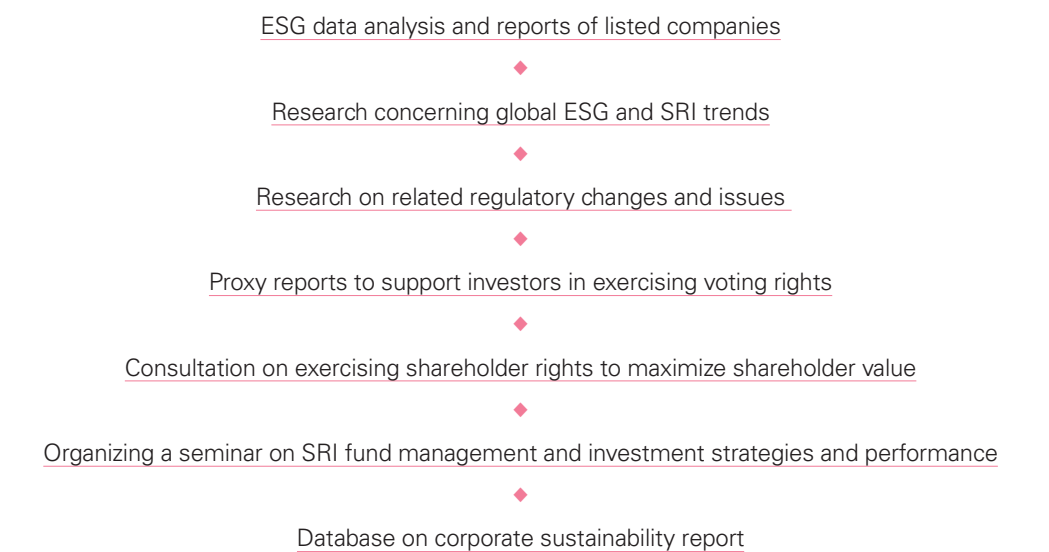 ESG data analysis and reports of listed companies
Research concerning global ESG and SRI trends
Research on related regulatory changes and issues
Proxy reports to support investors in exercising voting rights
Consultation on exercising shareholder rights to maximize shareholder value
Organizing a seminar on SRI fund management and investment strategies and performance
Database on corporate sustainability report